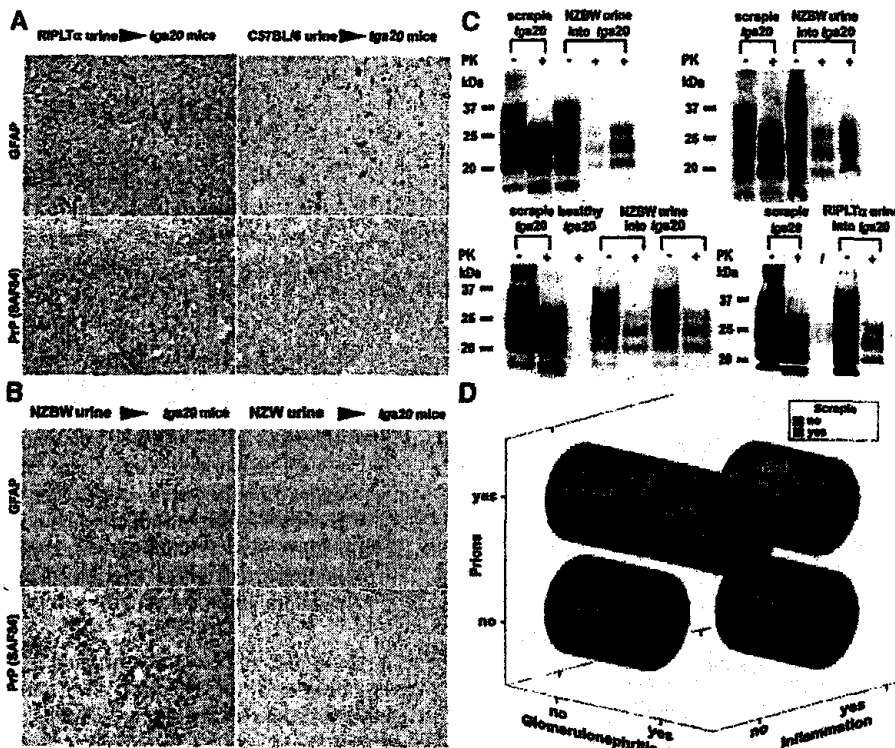 A
RIPLTα urine tga20 mice
C57BL/6 urine tga20 mice
GFAP
PrP (SAF84)
B
NZBW urine tga20 mice
NZW urine tga20 mice
GFAP
PrP (SAF84)
C
scrapie tga20
NZBW urine into tga20
PK - + - + +
kDa
37
25
20
scrapie tga20
NZBW urine into tga20
PK - + - + +
kDa
37
25
20
scrapie tga20
healthy tga20
NZBW urine into tga20
PK - + + - + - +
kDa
37
25
20
scrapie tga20
RIPLTα urine into tga20
PK - + / - +
kDa
37
25
20
D
Scrapie
no
yes
Prions
yes
no
no
yes
no
yes
Inflammation